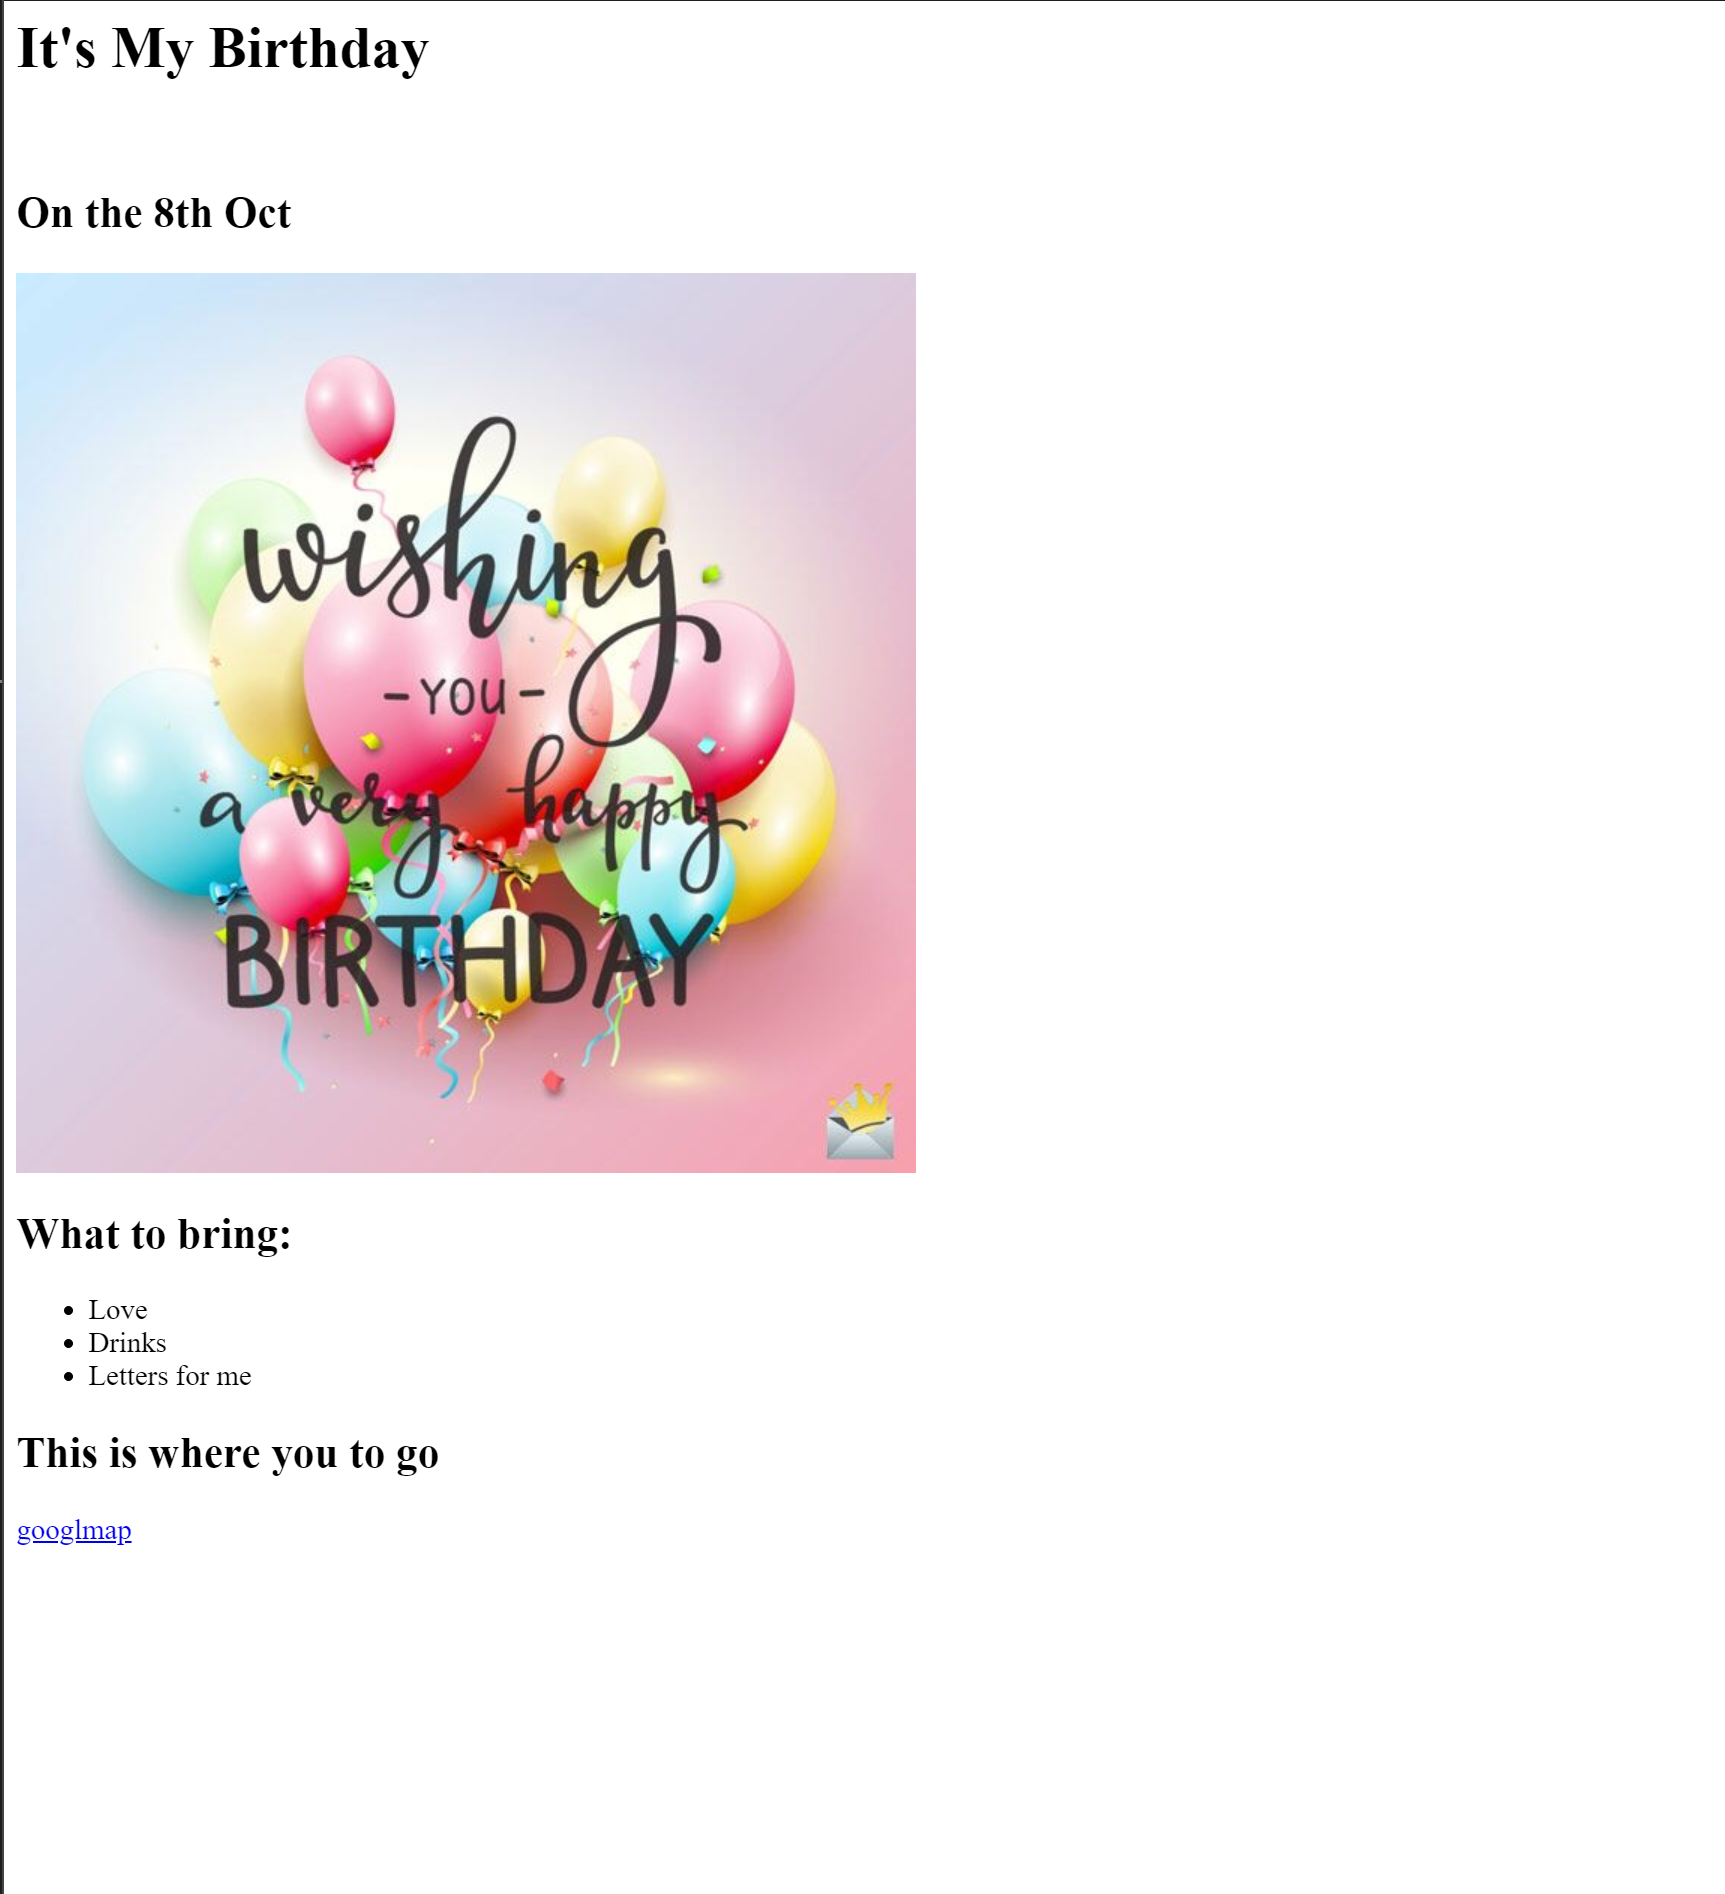 It's My Birthday
On the 8th Oct
wishing
-YOU-
a very happy
BIRTHDAY
What to bring:
Love
Drinks
Letters for me
This is where you to go
googlmap